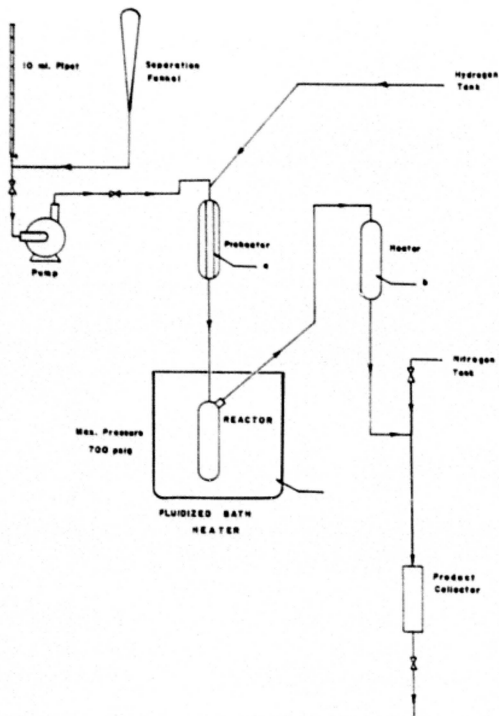 10 ml. Pipet
Separation
Funnel
Hydrogen
Tank
Pump
Preheater
a
Heater
b
Nitrogen
Tank
Max. Pressure
700 psig
REACTOR
FLUIDIZED BATH
HEATER
Product
Collector